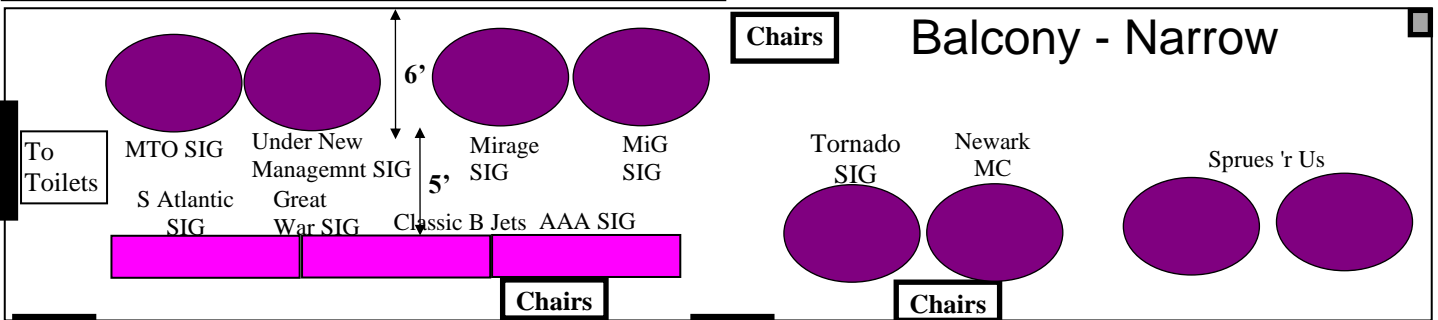 Chairs
Balcony - Narrow
6’
To
Toilets
MTO SIG
Under New
Managemnt SIG
Mirage
SIG
MiG
SIG
Tornado
SIG
Newark
MC
Sprues 'r Us
5’
S Atlantic
SIG
Great
War SIG
Classic B Jets
AAA SIG
Chairs
Chairs